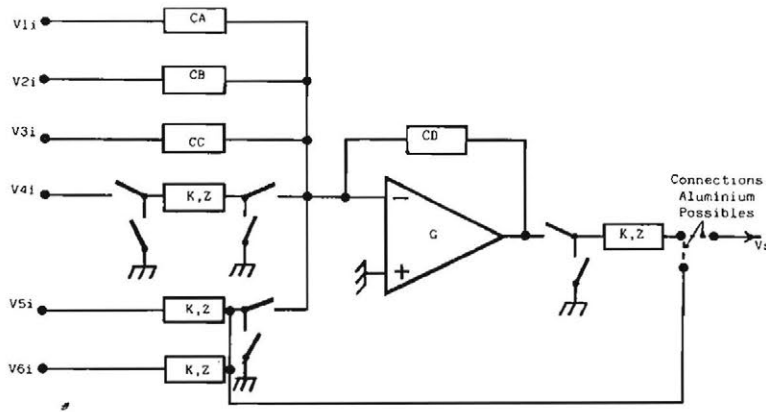 V1i
CA
V2i
CB
V3i
CC
CD
V4i
K,Z
-
G
+
K,Z
Connections
Aluminium
Possibles
V5i
K,Z
V6i
K,Z